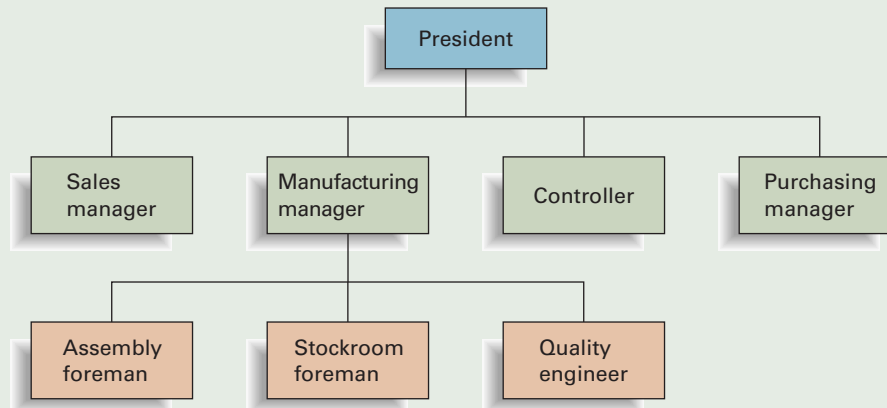 President
Sales
manager
Manufacturing
manager
Controller
Purchasing
manager
Assembly
foreman
Stockroom
foreman
Quality
engineer